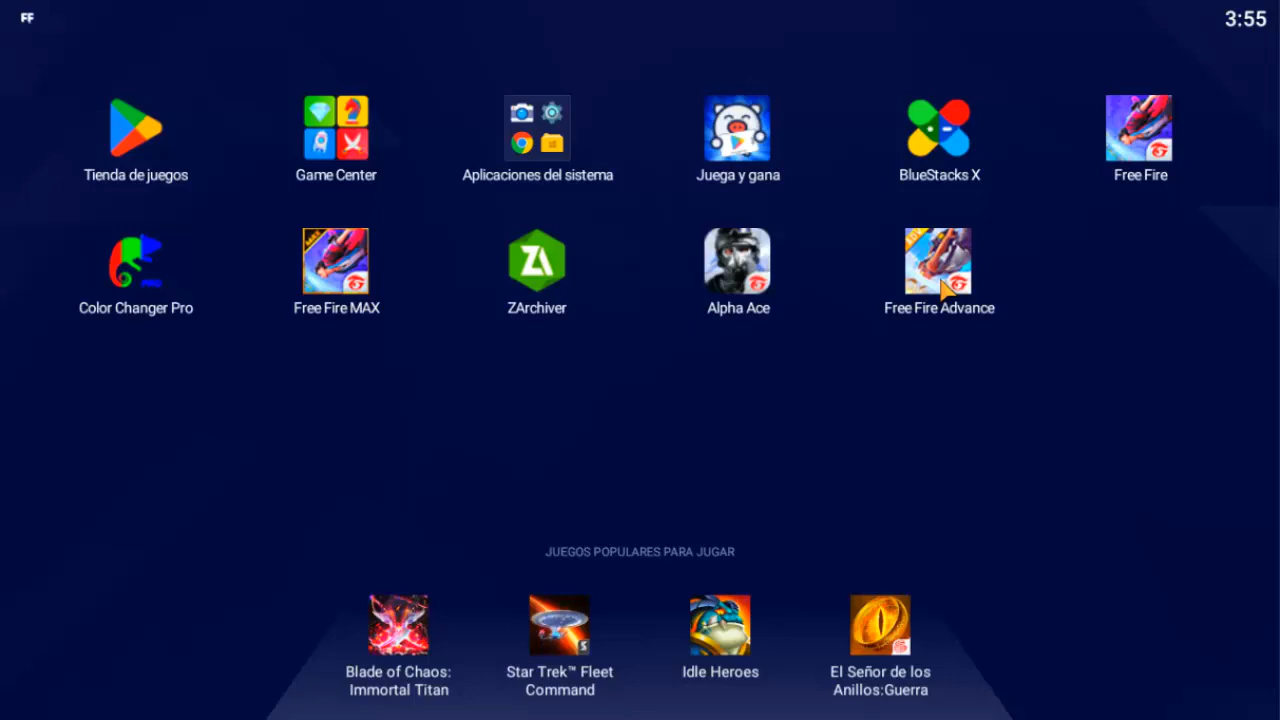 FF
3:55
Tienda de juegos
Game Center
Aplicaciones del sistema
Juega y gana
BlueStacks X
Free Fire
Color Changer Pro
Free Fire MAX
ZArchiver
Alpha Ace
Free Fire Advance
JUEGOS POPULARES PARA JUGAR
Blade of Chaos:
Immortal Titan
Star Trek™ Fleet
Command
Idle Heroes
El Señor de los
Anillos:Guerra